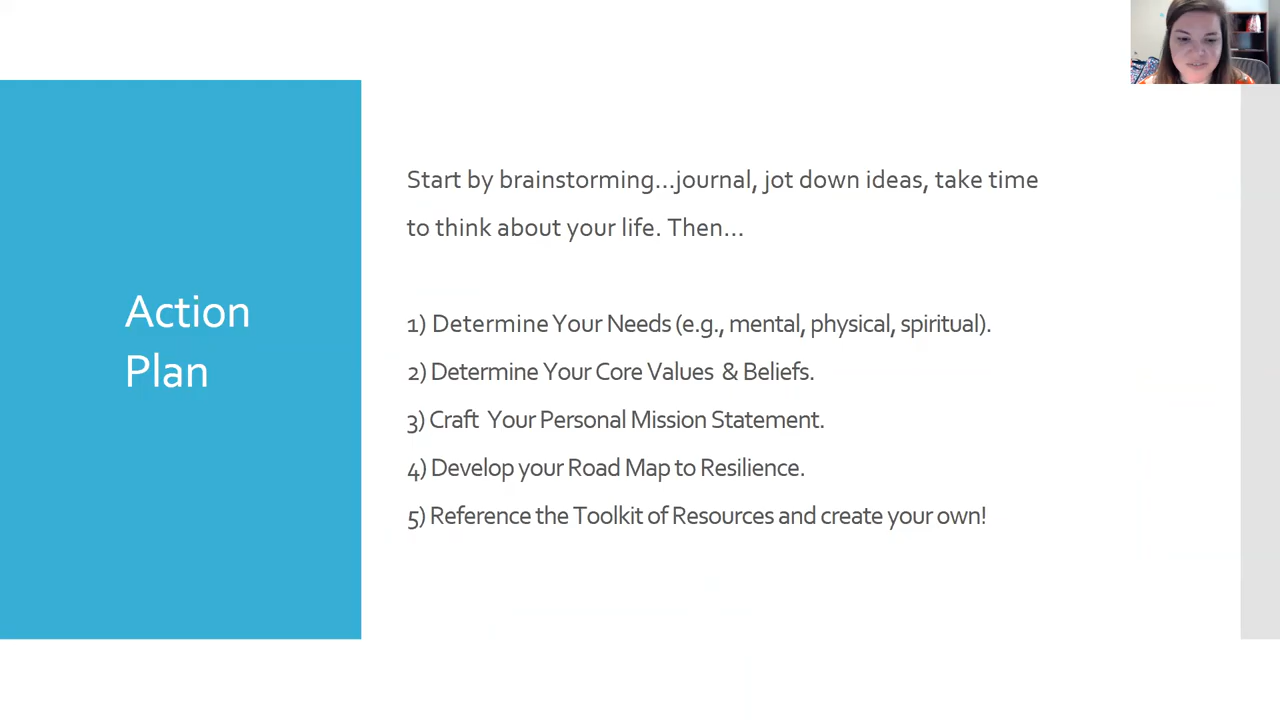 Action
Plan
Start by brainstorming...journal, jot down ideas, take time
to think about your life. Then...
1) Determine Your Needs (e.g., mental, physical, spiritual).
2) Determine Your Core Values & Beliefs.
3) Craft Your Personal Mission Statement.
4) Develop your Road Map to Resilience.
5) Reference the Toolkit of Resources and create your own!